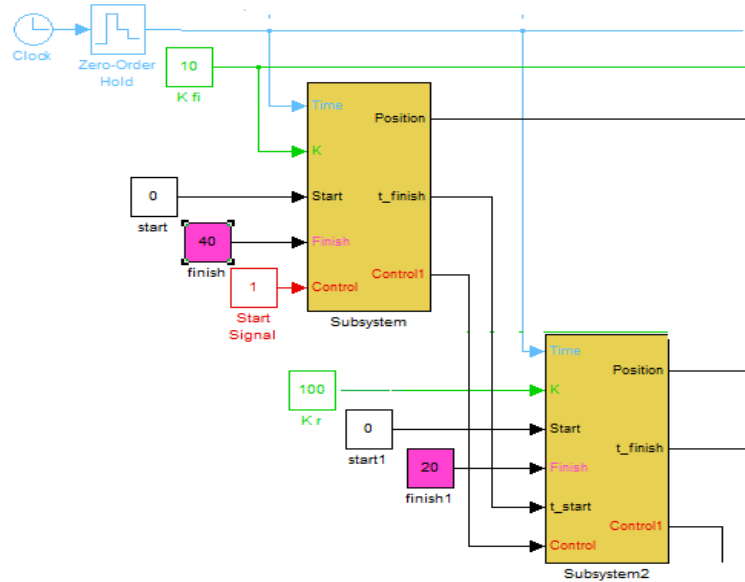 Clock
Zero-Order
Hold
10
K fi
Time
Position
K
0
start
Start
t_finish
40
finish
Finish
1
Start
Signal
Control
Control1
Subsystem
Time
Position
100
K r
K
0
start1
Start
t_finish
20
finish1
Finish
t_start
Control1
Control
Subsystem2